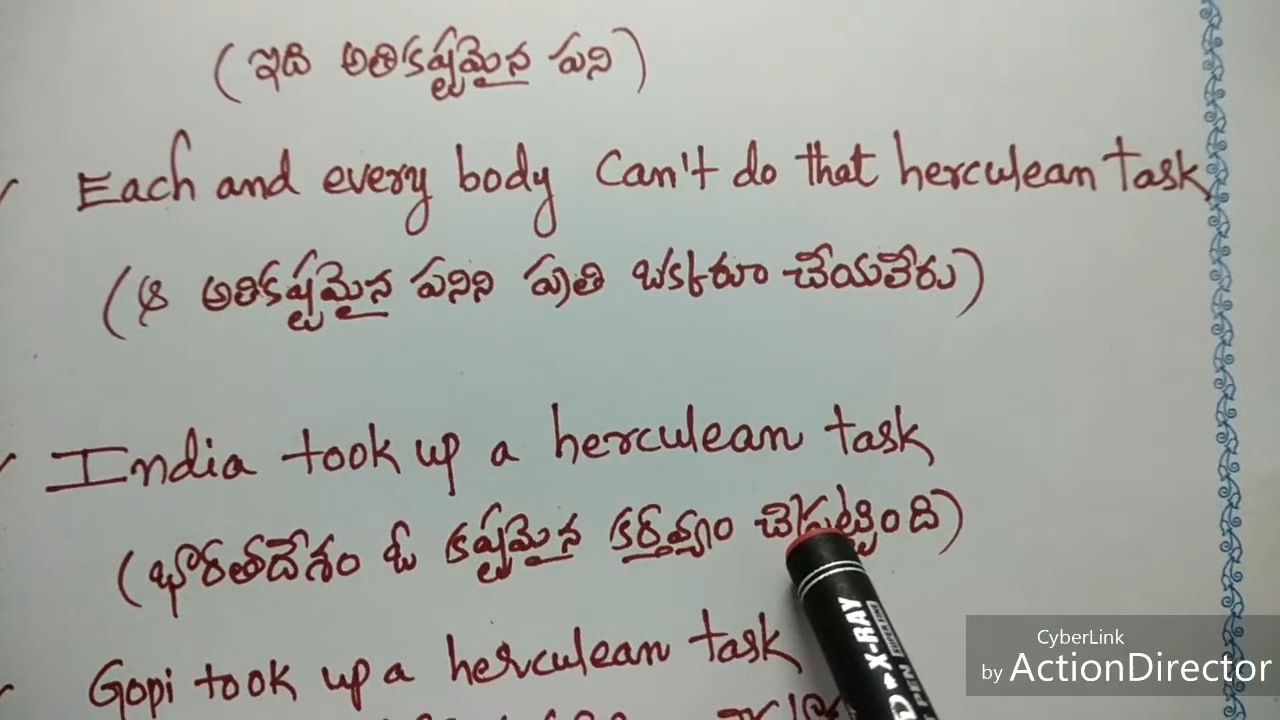 (ఇది అతికష్టమైన పని)
Each and every body can't do that herculean task
(ఆ అతికష్టమైన పనిని ప్రతి ఒక్కరూ చేయలేరు)
India took up a herculean task
(భారతదేశం ఓ కష్టమైన కర్తవ్యం చేపట్టింది)
Gopi took up a herculean task
X-RAY
PEN
CyberLink
by ActionDirector